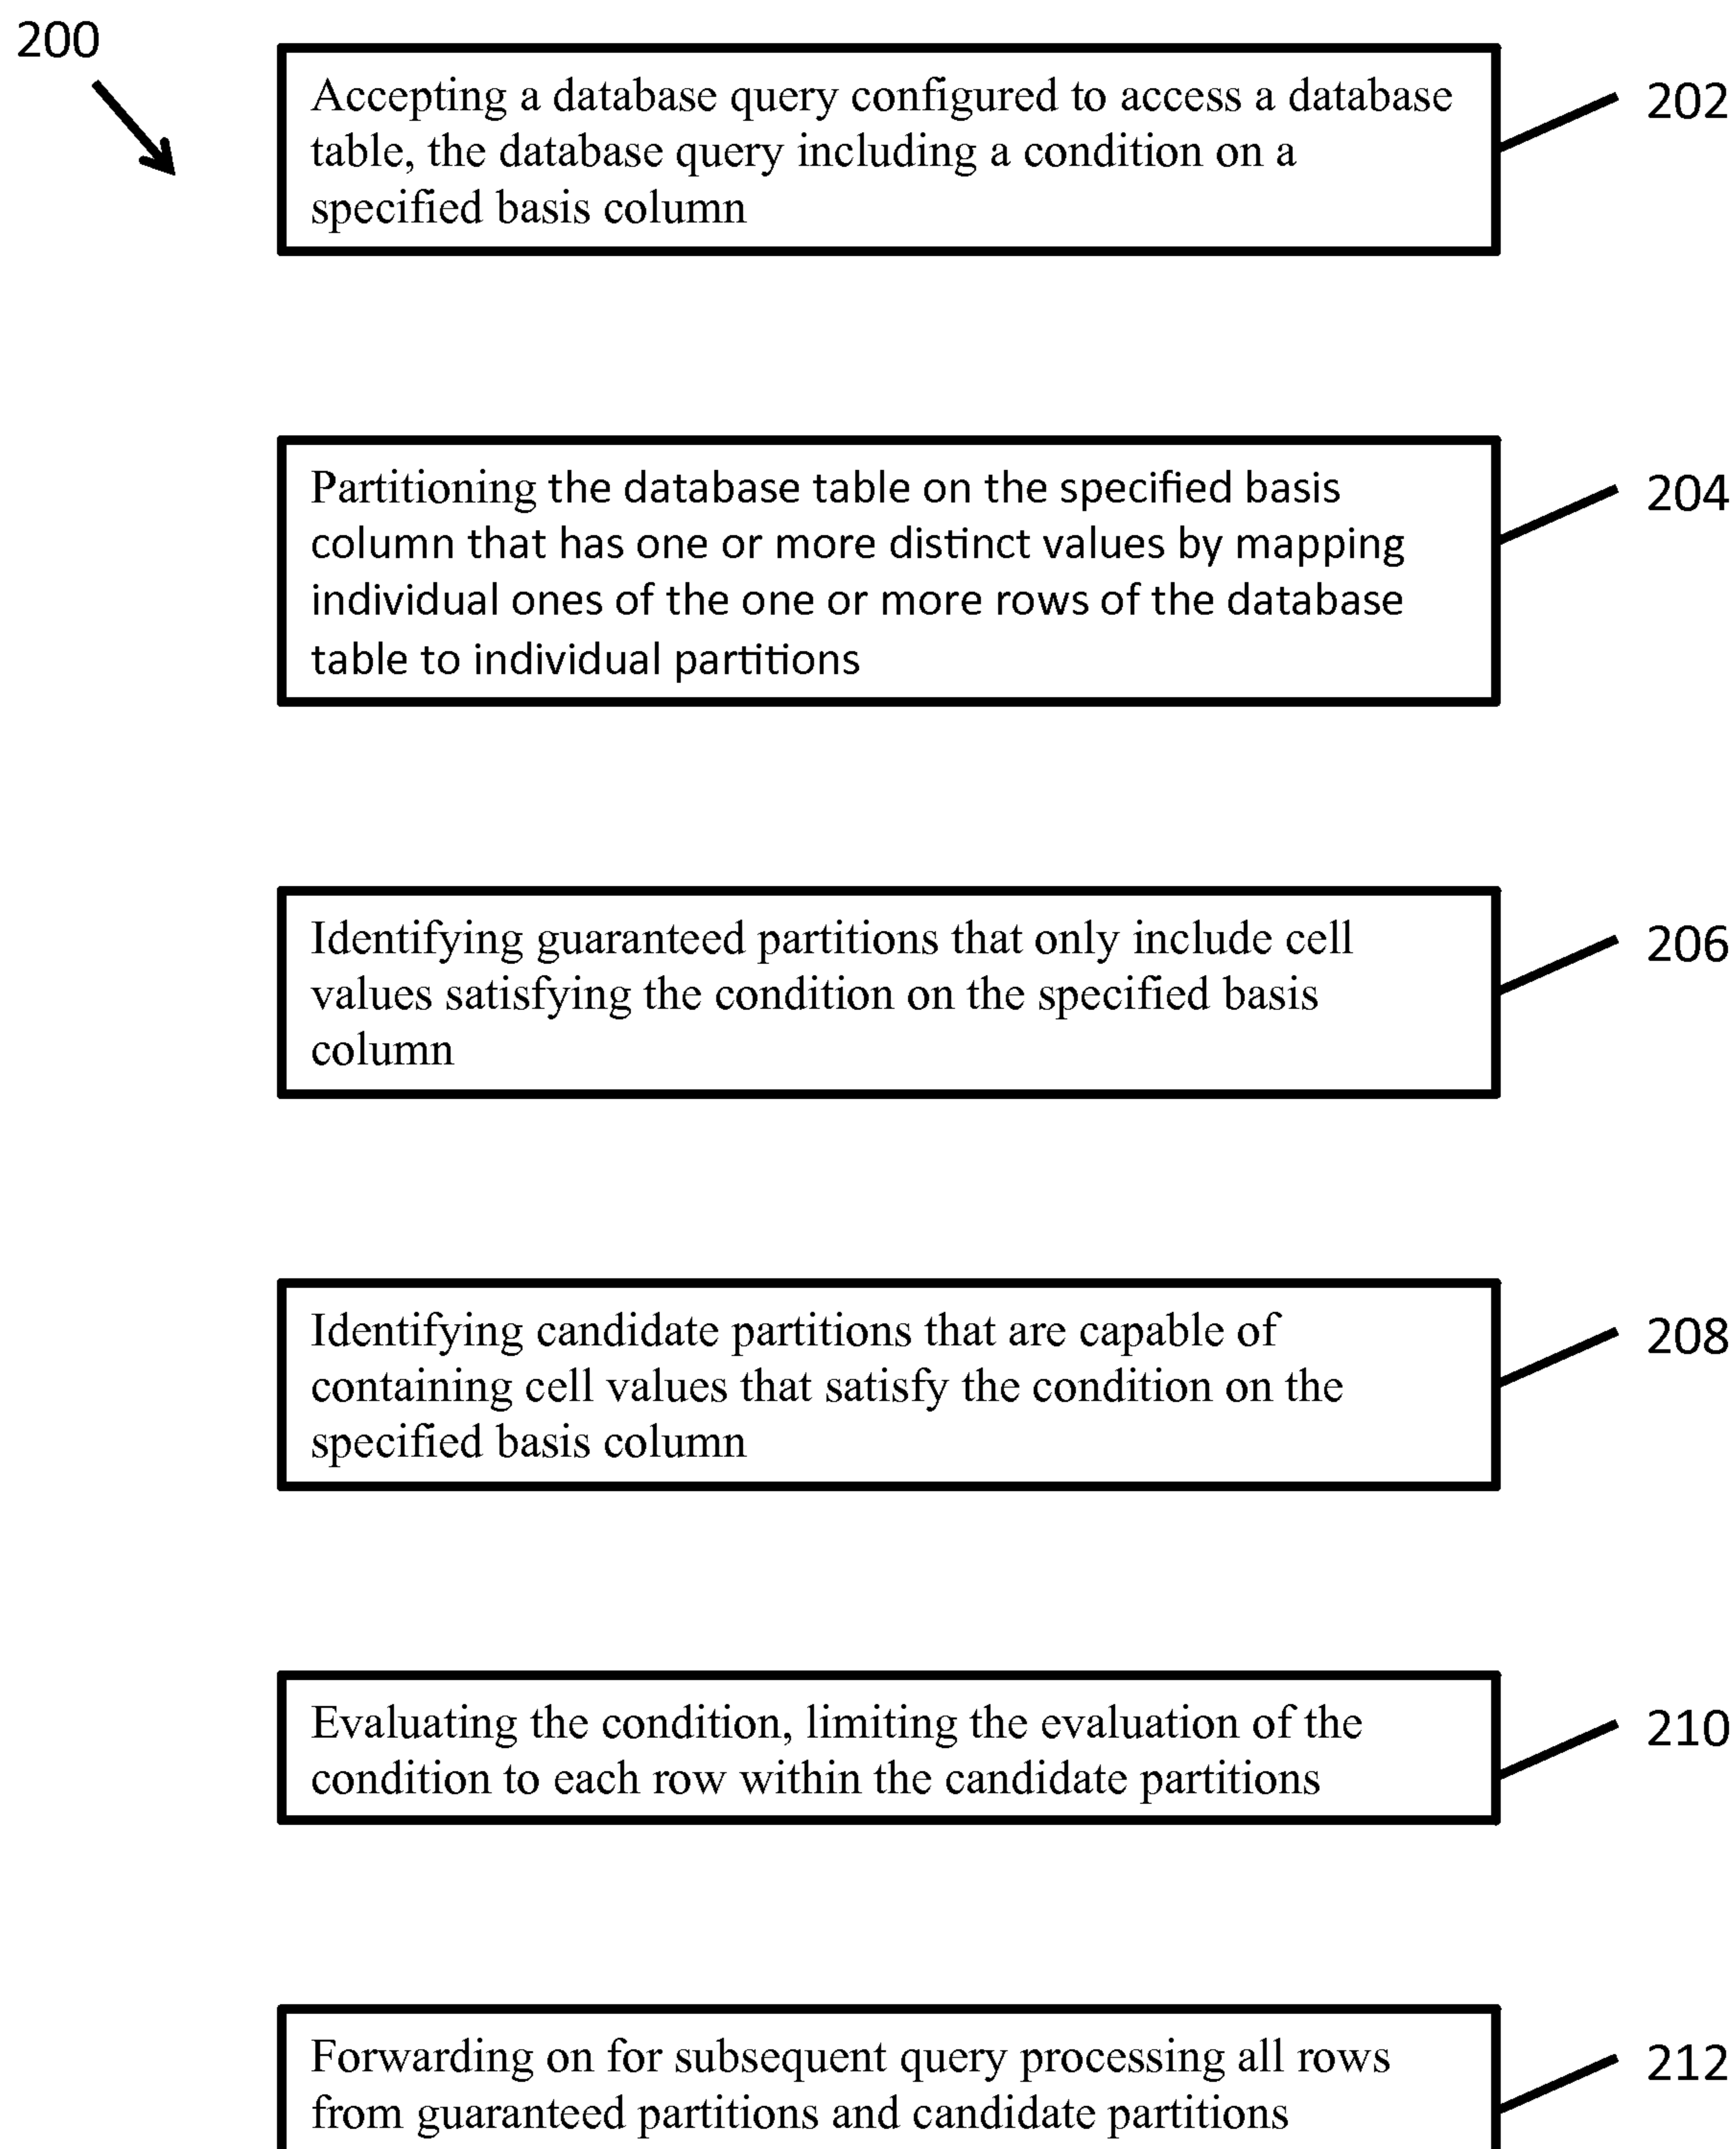 200
Accepting a database query configured to access a database
table, the database query including a condition on a
specified basis column
202
Partitioning the database table on the specified basis
column that has one or more distinct values by mapping
individual ones of the one or more rows of the database
table to individual partitions
204
Identifying guaranteed partitions that only include cell
values satisfying the condition on the specified basis
column
206
Identifying candidate partitions that are capable of
containing cell values that satisfy the condition on the
specified basis column
208
Evaluating the condition, limiting the evaluation of the
condition to each row within the candidate partitions
210
Forwarding on for subsequent query processing all rows
from guaranteed partitions and candidate partitions
212